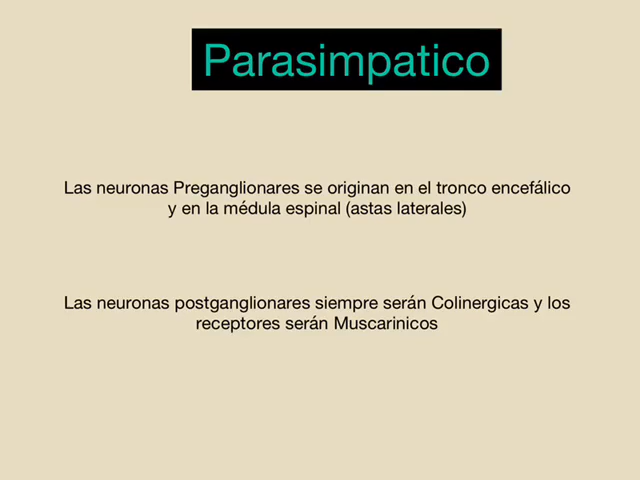 Parasimpatico
Las neuronas Preganglionares se originan en el tronco encefálico
y en la médula espinal (astas laterales)
Las neuronas postganglionares siempre serán Colinergicas y los
receptores serán Muscarinicos